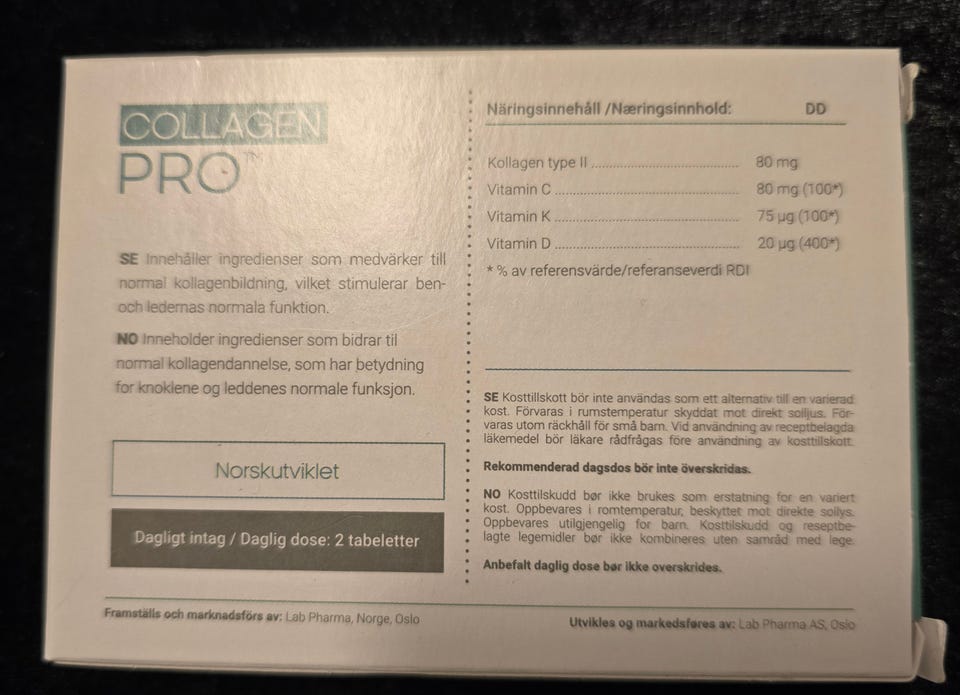 COLLAGEN
PRO™
SE Innehåller ingredienser som medvärker till
normal kollagenbildning, vilket stimulerar ben-
och ledernas normala funktion.
NO Inneholder ingredienser som bidrar til
normal kollagendannelse, som har betydning
for knoklene og leddenes normale funksjon.
Norskutviklet
Dagligt intag / Daglig dose: 2 tabeletter
Näringsinnehåll /Næringsinnhold: DD
Kollagen type II ........................................ 80 mg
Vitamin C .................................................. 80 mg (100*)
Vitamin K .................................................. 75 µg (100*)
Vitamin D .................................................. 20 µg (400*)
* % av referensvärde/referanseverdi RDI
SE Kosttillskott bör inte användas som ett alternativ till en varierad
kost. Förvaras i rumstemperatur skyddat mot direkt solljus. För-
varas utom räckhåll för små barn. Vid användning av receptbelagda
läkemedel bör läkare rådfrågas före användning av kosttillskott.
Rekommenderad dagsdos bör inte överskridas.
NO Kosttilskudd bør ikke brukes som erstatning for en variert
kost. Oppbevares i romtemperatur, beskyttet mot direkte sollys.
Oppbevares utilgjengelig for barn. Kosttilskudd og reseptbe-
lagte legemidler bør ikke kombineres uten samråd med lege.
Anbefalt daglig dose bør ikke overskrides.
Framställs och marknadsförs av: Lab Pharma, Norge, Oslo
Utvikles og markedsføres av: Lab Pharma AS, Oslo